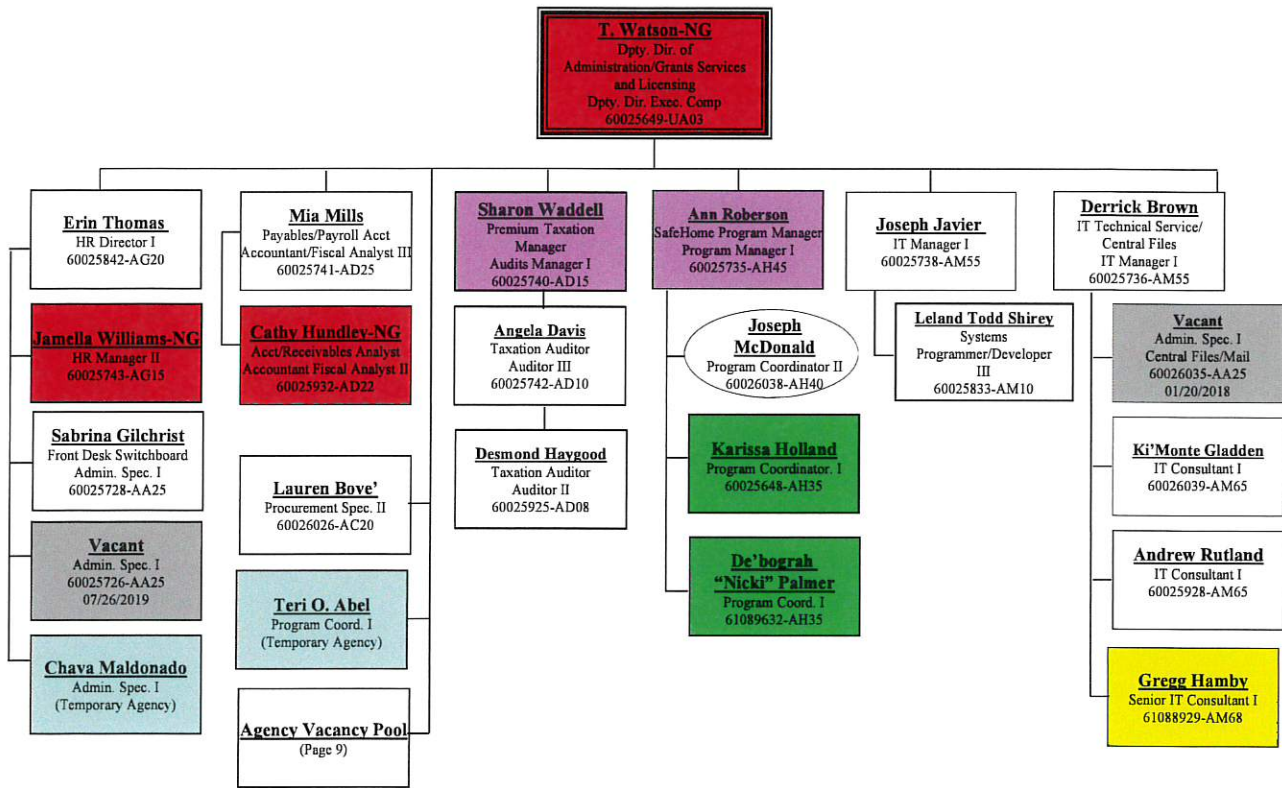 T. Watson-NG
Dpty. Dir. of
Administration/Grants Services
and Licensing
Dpty. Dir. Exec. Comp
60025649-UA03
Erin Thomas
HR Director I
60025842-AG20
Jamella Williams-NG
HR Manager II
60025743-AG15
Sabrina Gilchrist
Front Desk Switchboard
Admin. Spec. I
60025728-AA25
Vacant
Admin. Spec. I
60025726-AA25
07/26/2019
Chava Maldonado
Admin. Spec. I
(Temporary Agency)
Mia Mills
Payables/Payroll Acct
Accountant/Fiscal Analyst III
60025741-AD25
Cathy Hundley-NG
Acct/Receivables Analyst
Accountant Fiscal Analyst II
60025932-AD22
Lauren Bove'
Procurement Spec. II
60026026-AC20
Teri O. Abel
Program Coord. I
(Temporary Agency)
Agency Vacancy Pool
(Page 9)
Sharon Waddell
Premium Taxation
Manager
Audits Manager I
60025740-AD15
Angela Davis
Taxation Auditor
Auditor III
60025742-AD10
Desmond Haygood
Taxation Auditor
Auditor II
60025925-AD08
Ann Roberson
SafeHome Program Manager
Program Manager I
60025735-AH45
Joseph
McDonald
Program Coordinator II
60026038-AH40
Karissa Holland
Program Coordinator. I
60025648-AH35
De'bograh
"Nicki" Palmer
Program Coord. I
61089632-AH35
Joseph Javier
IT Manager I
60025738-AM55
Leland Todd Shirey
Systems
Programmer/Developer
III
60025833-AM10
Derrick Brown
IT Technical Service/
Central Files
IT Manager I
60025736-AM55
Vacant
Admin. Spec. I
Central Files/Mail
60026035-AA25
01/20/2018
Ki'Monte Gladden
IT Consultant I
60026039-AM65
Andrew Rutland
IT Consultant I
60025928-AM65
Gregg Hamby
Senior IT Consultant I
61088929-AM68